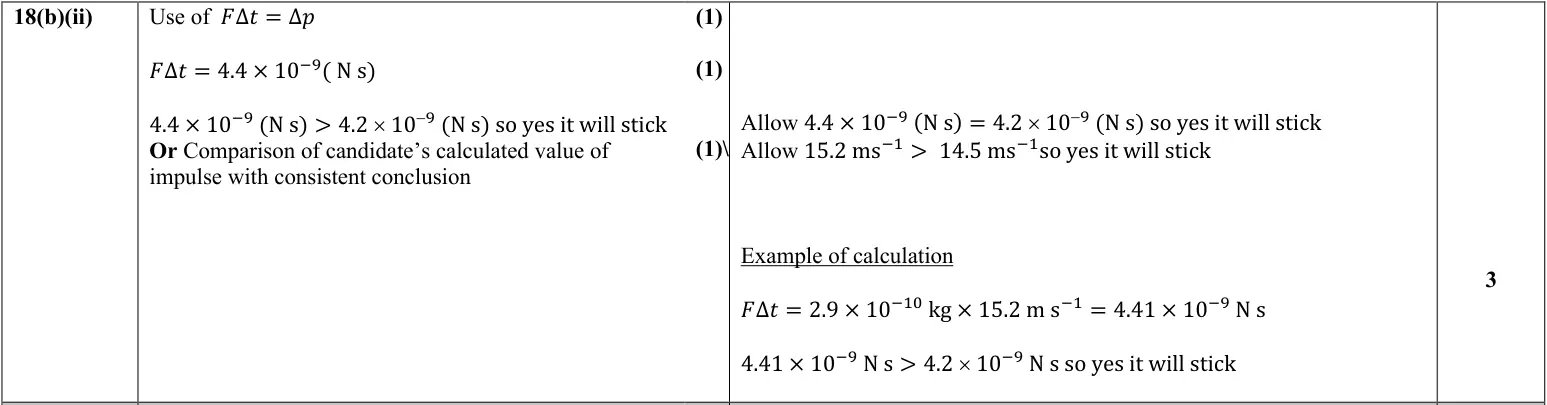 18(b)(ii)
Use of FΔt = Δp (1)
FΔt = 4.4 × 10⁻⁹( N s) (1)
4.4 × 10⁻⁹ (N s) > 4.2 × 10⁻⁹ (N s) so yes it will stick
Or Comparison of candidate's calculated value of (1)\
impulse with consistent conclusion
Allow 4.4 × 10⁻⁹ (N s) = 4.2 × 10⁻⁹ (N s) so yes it will stick
Allow 15.2 ms⁻¹ > 14.5 ms⁻¹so yes it will stick
Example of calculation
FΔt = 2.9 × 10⁻¹⁰ kg × 15.2 m s⁻¹ = 4.41 × 10⁻⁹ N s
4.41 × 10⁻⁹ N s > 4.2 × 10⁻⁹ N s so yes it will stick
3